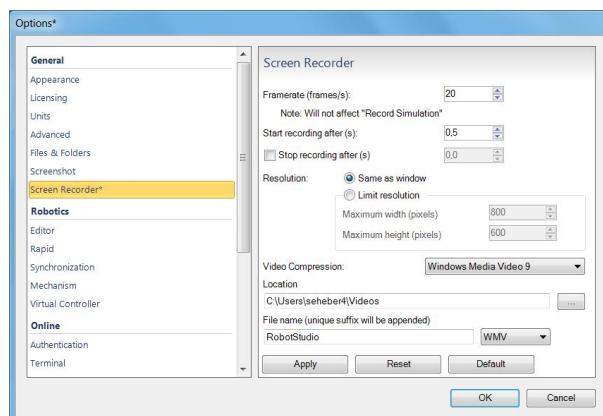 Options*
General
Appearance
Licensing
Units
Advanced
Files & Folders
Screenshot
Screen Recorder*
Robotics
Editor
Rapid
Synchronization
Mechanism
Virtual Controller
Online
Authentication
Terminal
Screen Recorder
Framerate (frames/s): 20
Note: Will not affect "Record Simulation"
Start recording after (s): 0,5
Stop recording after (s) 0,0
Resolution: Same as window
Limit resolution
Maximum width (pixels) 800
Maximum height (pixels) 600
Video Compression: Windows Media Video 9
Location
C:\Users\seheber4\Videos ...
File name (unique suffix will be appended)
RobotStudio WMV
Apply Reset Default
OK Cancel